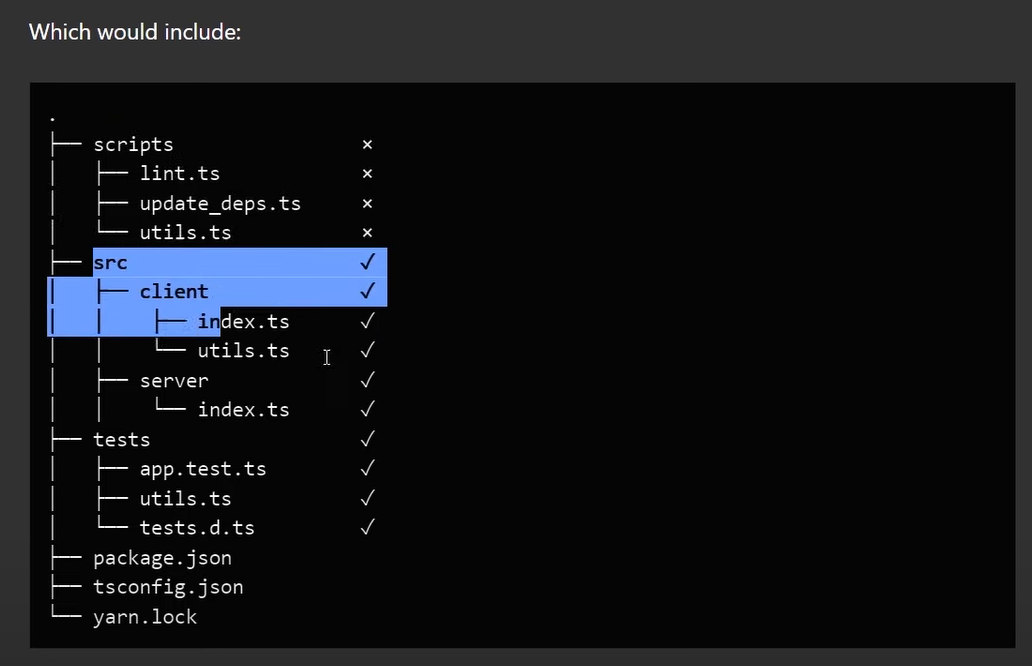 Which would include:
.
├── scripts ⨯
│   ├── lint.ts ⨯
│   ├── update_deps.ts ⨯
│   └── utils.ts ⨯
├── src ✓
│   ├── client ✓
│   │    ├── index.ts ✓
│   │    └── utils.ts ✓
│   ├── server ✓
│   │    └── index.ts ✓
├── tests ✓
│   ├── app.test.ts ✓
│   ├── utils.ts ✓
│   └── tests.d.ts ✓
├── package.json
├── tsconfig.json
└── yarn.lock